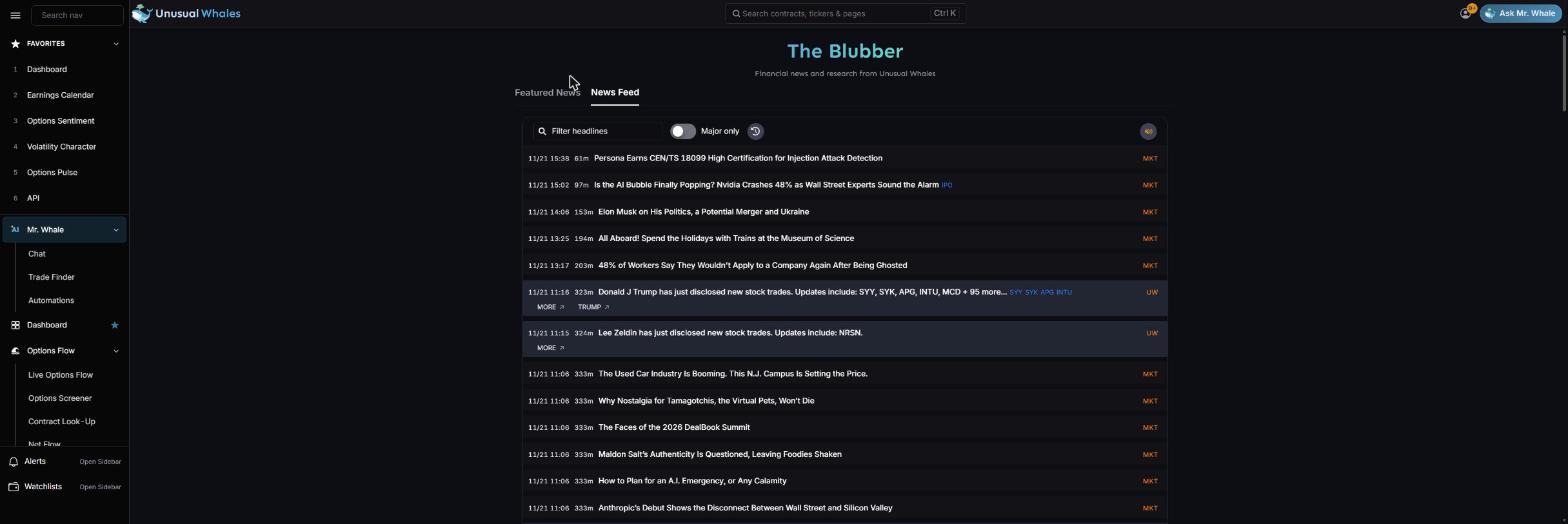 Search nav
Unusual Whales
Search contracts, tickers & pages
Ctrl K
9+
Ask Mr. Whale
FAVORITES
1 Dashboard
2 Earnings Calendar
3 Options Sentiment
4 Volatility Character
5 Options Pulse
6 API
AI Mr. Whale
Chat
Trade Finder
Automations
Dashboard
Options Flow
Live Options Flow
Options Screener
Contract Look-Up
Net Flow
Alerts Open Sidebar
Watchlists Open Sidebar
The Blubber
Financial news and research from Unusual Whales
Featured News News Feed
Filter headlines Major only
11/21 15:38 61m Persona Earns CEN/TS 18099 High Certification for Injection Attack Detection MKT
11/21 15:02 97m Is the AI Bubble Finally Popping? Nvidia Crashes 48% as Wall Street Experts Sound the Alarm IPO MKT
11/21 14:06 153m Elon Musk on His Politics, a Potential Merger and Ukraine MKT
11/21 13:25 194m All Aboard! Spend the Holidays with Trains at the Museum of Science MKT
11/21 13:17 203m 48% of Workers Say They Wouldn't Apply to a Company Again After Being Ghosted MKT
11/21 11:16 323m Donald J Trump has just disclosed new stock trades. Updates include: SYY, SYK, APG, INTU, MCD + 95 more... SYY SYK APG INTU UW
MORE ↗ TRUMP ↗
11/21 11:15 324m Lee Zeldin has just disclosed new stock trades. Updates include: NRSN. UW
MORE ↗
11/21 11:06 333m The Used Car Industry Is Booming. This N.J. Campus Is Setting the Price. MKT
11/21 11:06 333m Why Nostalgia for Tamagotchis, the Virtual Pets, Won't Die MKT
11/21 11:06 333m The Faces of the 2026 DealBook Summit MKT
11/21 11:06 333m Maldon Salt's Authenticity Is Questioned, Leaving Foodies Shaken MKT
11/21 11:06 333m How to Plan for an A.I. Emergency, or Any Calamity MKT
11/21 11:06 333m Anthropic's Debut Shows the Disconnect Between Wall Street and Silicon Valley MKT